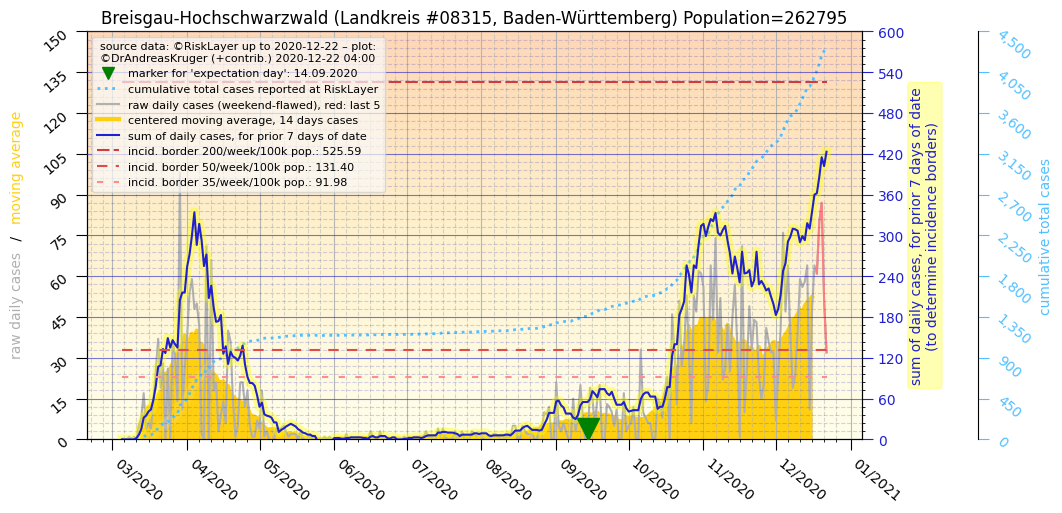 Breisgau-Hochschwarzwald (Landkreis #08315, Baden-Württemberg) Population=262795
source data: ©RiskLayer up to 2020-12-22 – plot:
©DrAndreasKruger (+contrib.) 2020-12-22 04:00
marker for 'expectation day': 14.09.2020
cumulative total cases reported at RiskLayer
raw daily cases (weekend-flawed), red: last 5
centered moving average, 14 days cases
sum of daily cases, for prior 7 days of date
incid. border 200/week/100k pop.: 525.59
incid. border 50/week/100k pop.: 131.40
incid. border 35/week/100k pop.: 91.98
raw daily cases / moving average
150
135
120
105
90
75
60
45
30
15
0
03/2020
04/2020
05/2020
06/2020
07/2020
08/2020
09/2020
10/2020
11/2020
12/2020
01/2021
600
540
480
420
360
300
240
180
120
60
0
sum of daily cases, for prior 7 days of date
(to determine incidence borders)
4,500
4,050
3,600
3,150
2,700
2,250
1,800
1,350
900
450
0
cumulative total cases